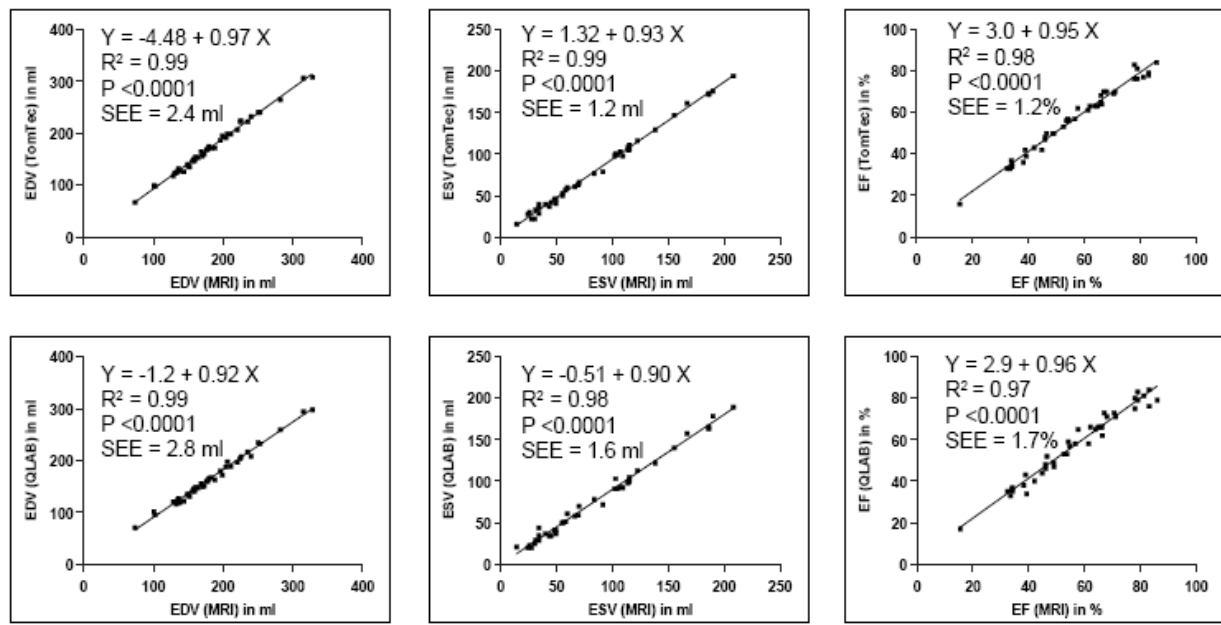 400
300
200
100
0
EDV (TomTec) in ml
Y = -4.48 + 0.97 X
R² = 0.99
P <0.0001
SEE = 2.4 ml
0 100 200 300 400
EDV (MRI) in ml
250
200
150
100
50
0
ESV (TomTec) in ml
Y = 1.32 + 0.93 X
R² = 0.99
P <0.0001
SEE = 1.2 ml
0 50 100 150 200 250
ESV (MRI) in ml
100
80
60
40
20
0
EF (TomTec) in %
Y = 3.0 + 0.95 X
R² = 0.98
P <0.0001
SEE = 1.2%
0 20 40 60 80 100
EF (MRI) in %
400
300
200
100
0
EDV (QLAB) in ml
Y = -1.2 + 0.92 X
R² = 0.99
P <0.0001
SEE = 2.8 ml
0 100 200 300 400
EDV (MRI) in ml
250
200
150
100
50
0
ESV (QLAB) in ml
Y = -0.51 + 0.90 X
R² = 0.98
P <0.0001
SEE = 1.6 ml
0 50 100 150 200 250
ESV (MRI) in ml
100
80
60
40
20
0
EF (QLAB) in %
Y = 2.9 + 0.96 X
R² = 0.97
P <0.0001
SEE = 1.7%
0 20 40 60 80 100
EF (MRI) in %